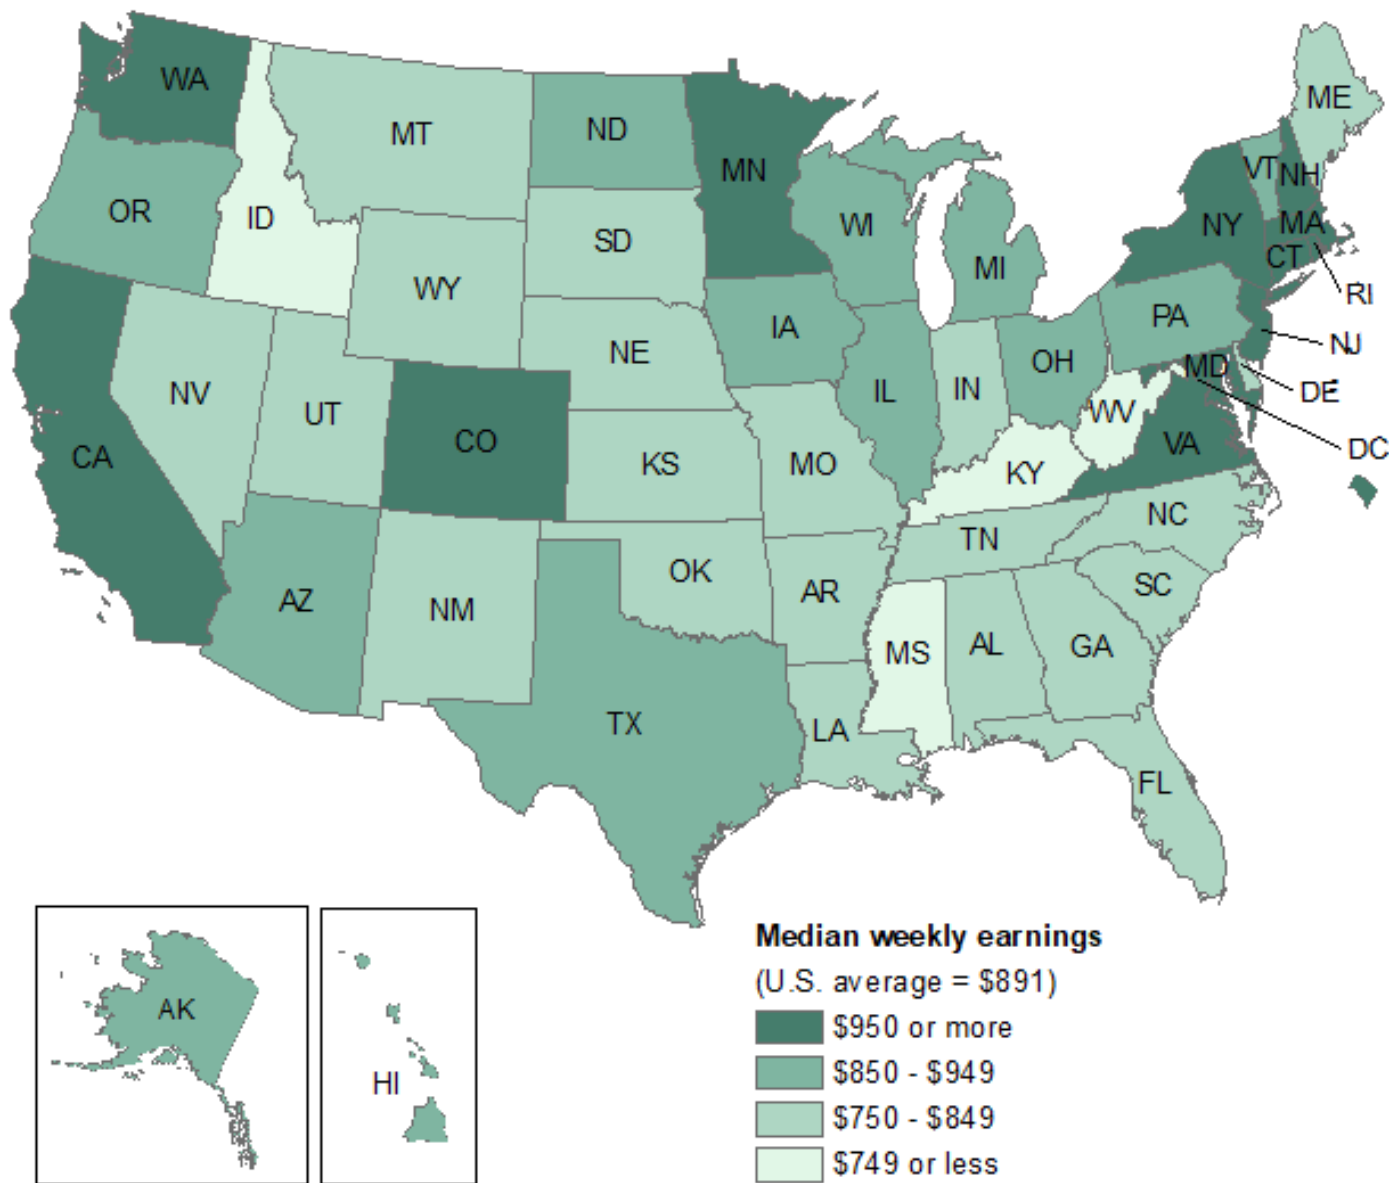 WA
MT
ND
MN
ME
OR
ID
SD
WI
MI
NY
VT
NH
MA
CT
RI
WY
IA
PA
NJ
NV
UT
NE
IL
IN
OH
MD
DE
WV
DC
CA
CO
KS
MO
KY
VA
AZ
NM
OK
AR
TN
NC
SC
TX
LA
MS
AL
GA
FL
AK
HI
Median weekly earnings
(U.S. average = $891)
$950 or more
$850 - $949
$750 - $849
$749 or less